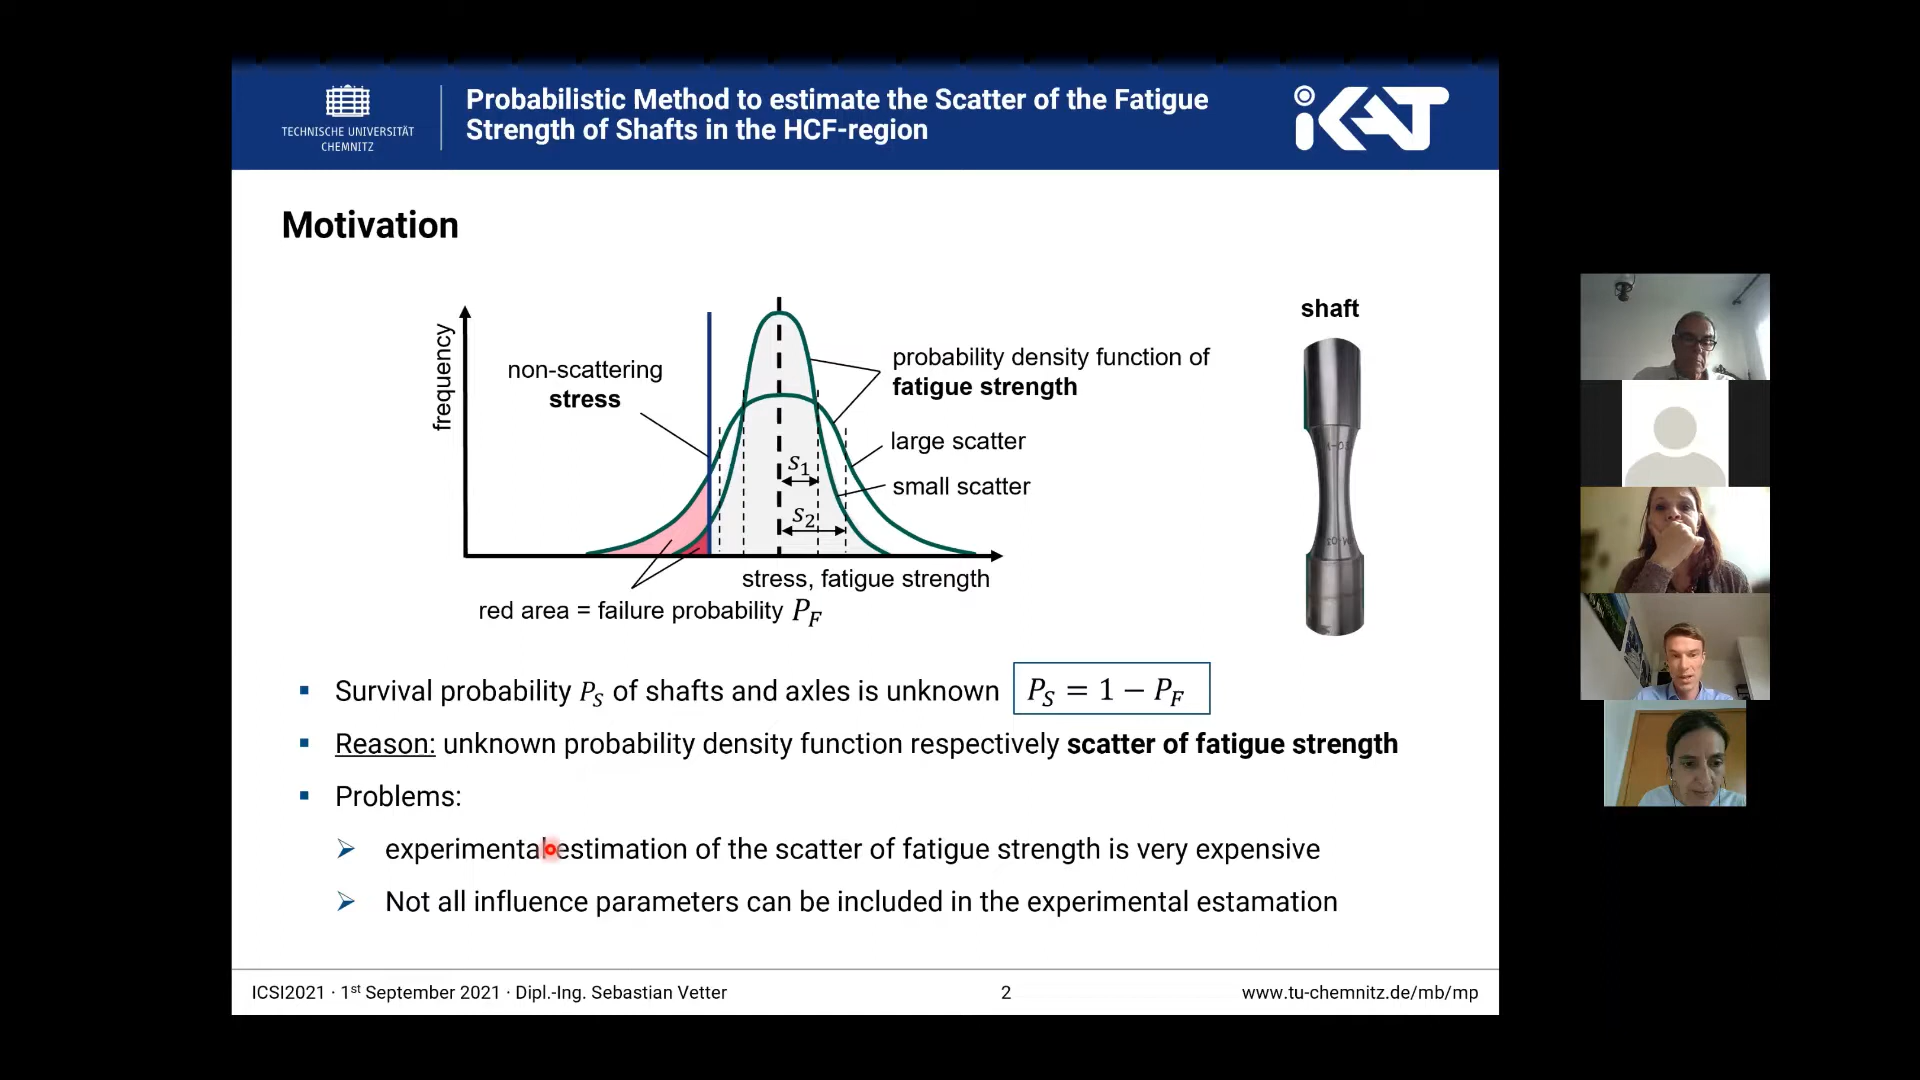 TECHNISCHE UNIVERSITÄT
CHEMNITZ
Probabilistic Method to estimate the Scatter of the Fatigue
Strength of Shafts in the HCF-region
iKAT
Motivation
frequency
non-scattering
stress
probability density function of
fatigue strength
large scatter
small scatter
s₁
s₂
stress, fatigue strength
red area = failure probability P_F
shaft
▪ Survival probability P_S of shafts and axles is unknown
P_S = 1 − P_F
▪ Reason: unknown probability density function respectively scatter of fatigue strength
▪ Problems:
➢ experimental estimation of the scatter of fatigue strength is very expensive
➢ Not all influence parameters can be included in the experimental estamation
ICSI2021 · 1st September 2021 · Dipl.-Ing. Sebastian Vetter
2
www.tu-chemnitz.de/mb/mp